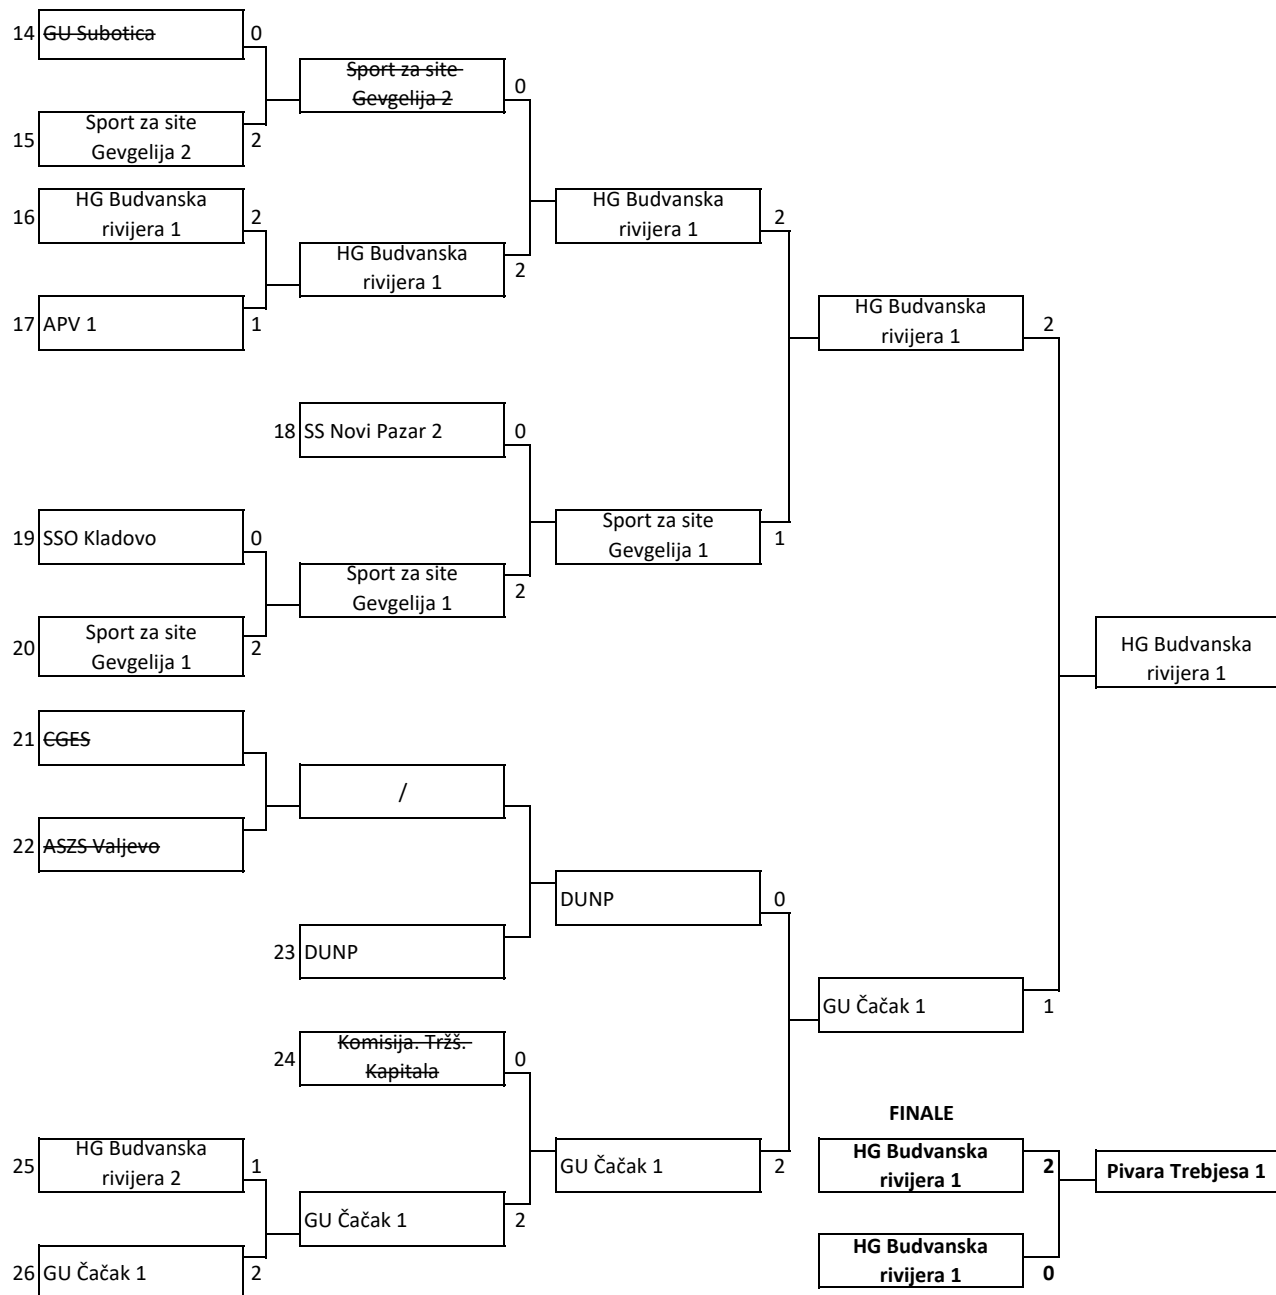 14 GU Subotica 0
Sport za site
Gevgelija 2
0
15 Sport za site
Gevgelija 2
2
16 HG Budvanska
rivijera 1
2
HG Budvanska
rivijera 1
2
HG Budvanska
rivijera 1
2
17 APV 1 1
HG Budvanska
rivijera 1
2
18 SS Novi Pazar 2 0
19 SSO Kladovo 0
Sport za site
Gevgelija 1
1
Sport za site
Gevgelija 1
2
20 Sport za site
Gevgelija 1
2
HG Budvanska
rivijera 1
21 CGES
/
22 ASZS Valjevo
DUNP 0
23 DUNP
GU Čačak 1 1
24 Komisija. Tržš.
Kapitala
0
25 HG Budvanska
rivijera 2
1
GU Čačak 1 2
GU Čačak 1 2
26 GU Čačak 1 2
FINALE
HG Budvanska
rivijera 1
2
Pivara Trebjesa 1
HG Budvanska
rivijera 1
0